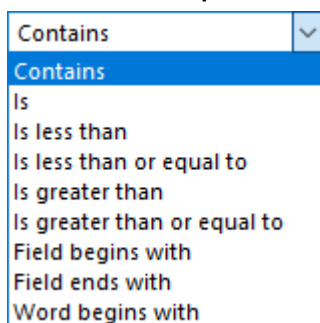 Contains
Contains
Is
Is less than
Is less than or equal to
Is greater than
Is greater than or equal to
Field begins with
Field ends with
Word begins with